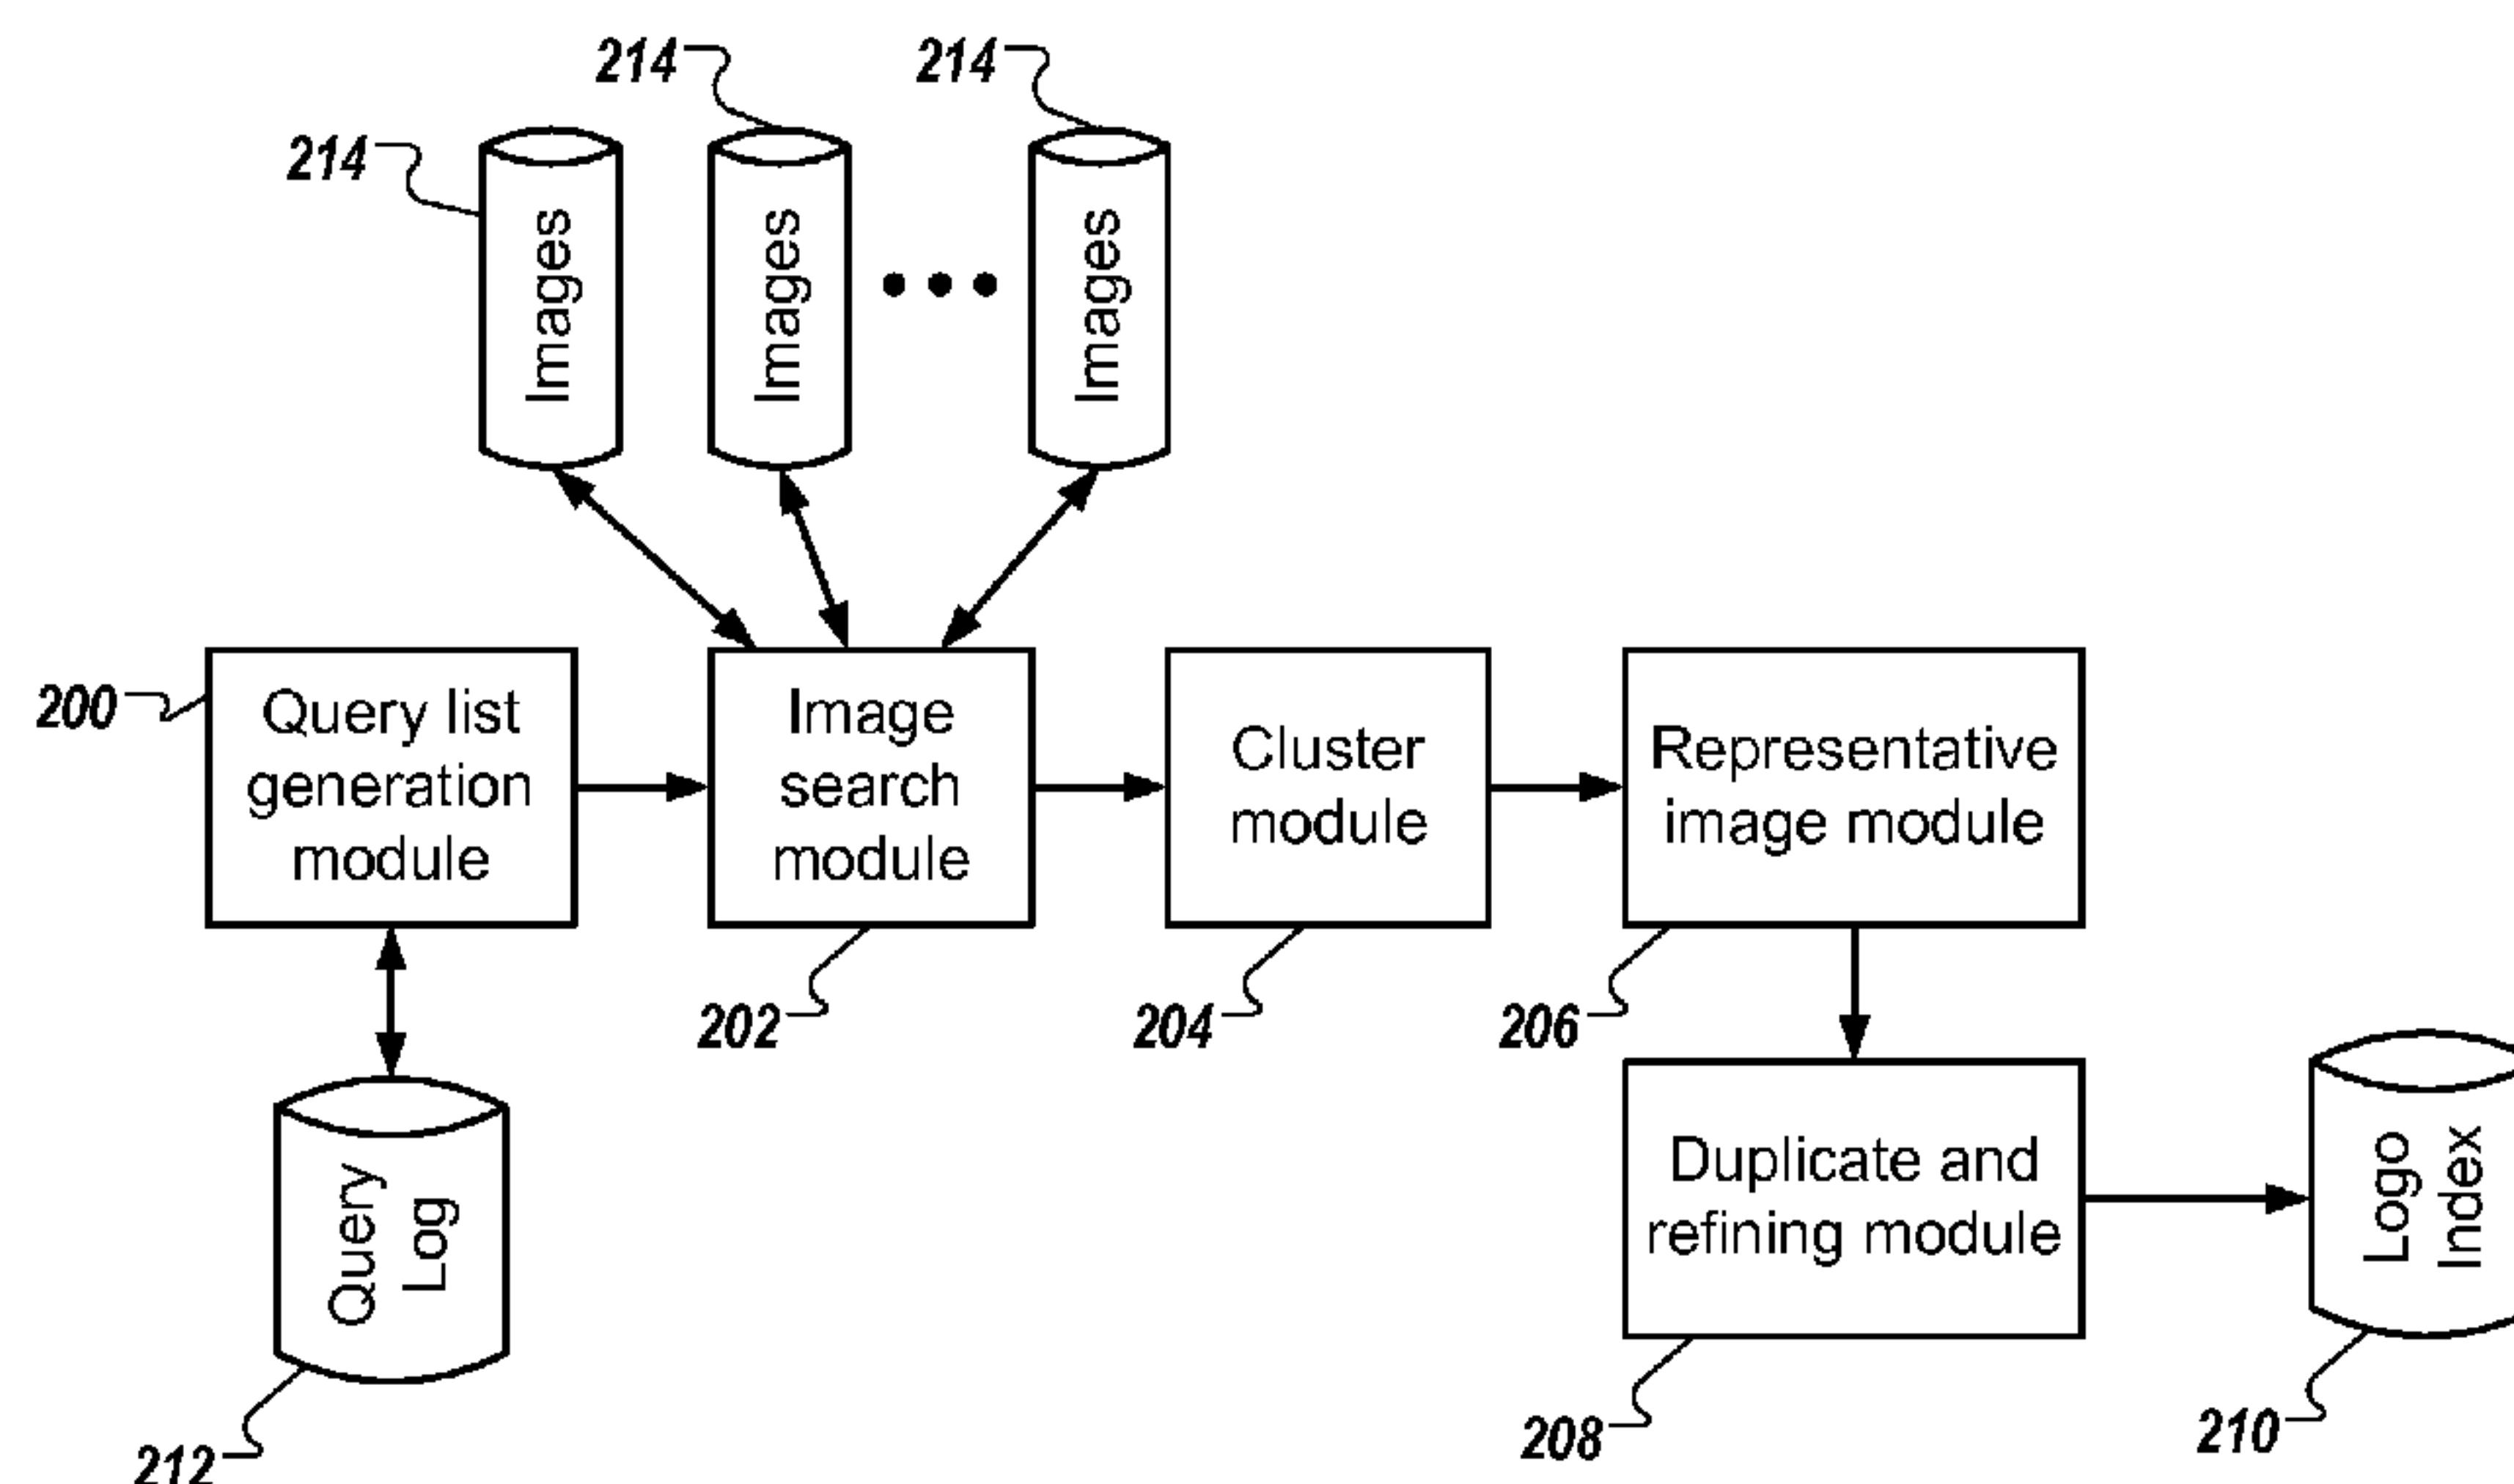 214
214
214
Images
Images
Images
200
Query list
generation
module
Image
search
module
Cluster
module
Representative
image module
202
204
206
Query
Log
Duplicate and
refining module
Logo
Index
212
208
210